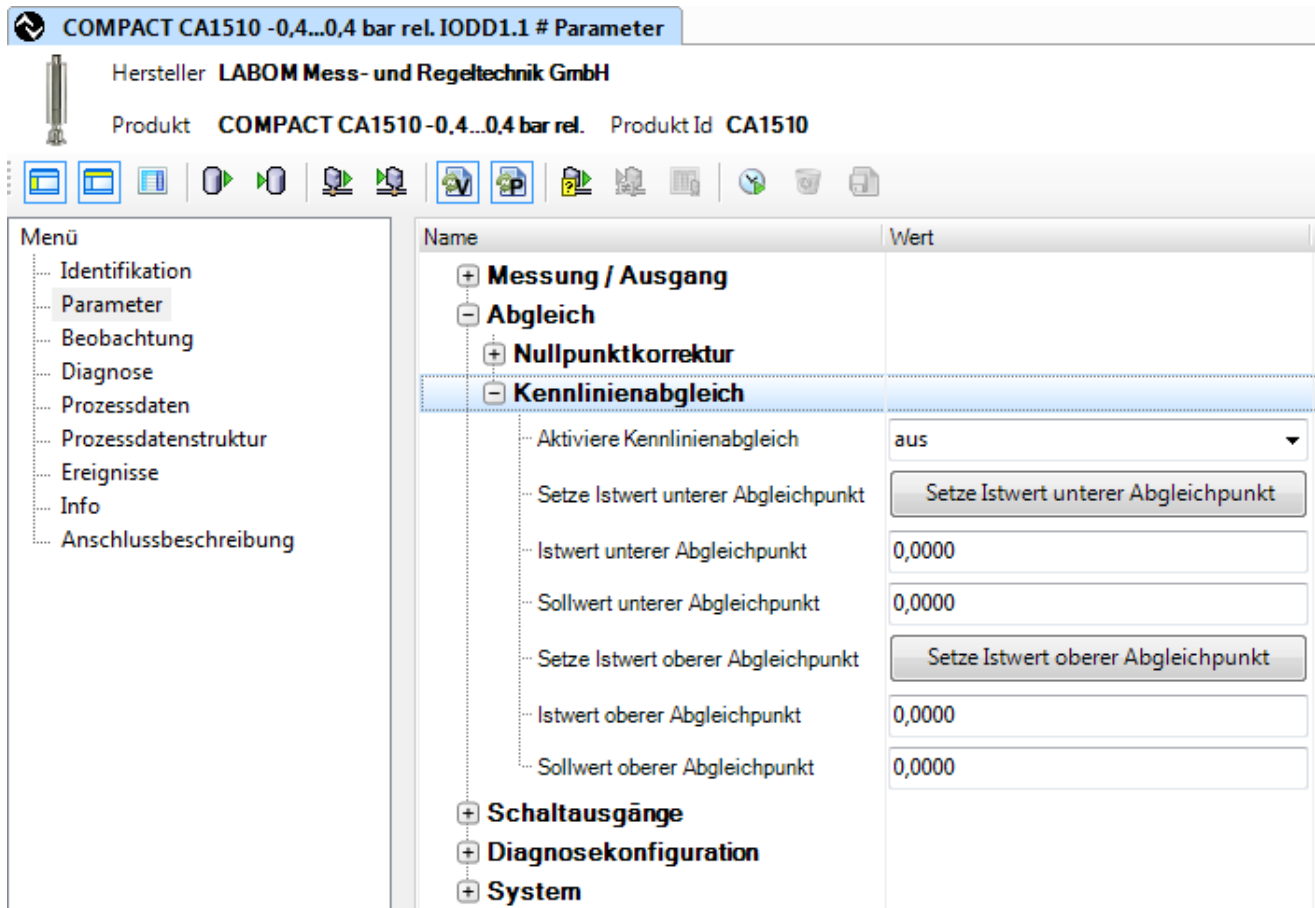 COMPACT CA1510 -0,4...0,4 bar rel. IODD1.1 # Parameter
Hersteller LABOM Mess- und Regeltechnik GmbH
Produkt COMPACT CA1510 -0,4...0,4 bar rel. Produkt Id CA1510
V P ?
Menü
Identifikation
Parameter
Beobachtung
Diagnose
Prozessdaten
Prozessdatenstruktur
Ereignisse
Info
Anschlussbeschreibung
Name Wert
Messung / Ausgang
Abgleich
Nullpunktkorrektur
Kennlinienabgleich
Aktiviere Kennlinienabgleich aus
Setze Istwert unterer Abgleichpunkt Setze Istwert unterer Abgleichpunkt
Istwert unterer Abgleichpunkt 0,0000
Sollwert unterer Abgleichpunkt 0,0000
Setze Istwert oberer Abgleichpunkt Setze Istwert oberer Abgleichpunkt
Istwert oberer Abgleichpunkt 0,0000
Sollwert oberer Abgleichpunkt 0,0000
Schaltausgänge
Diagnosekonfiguration
System